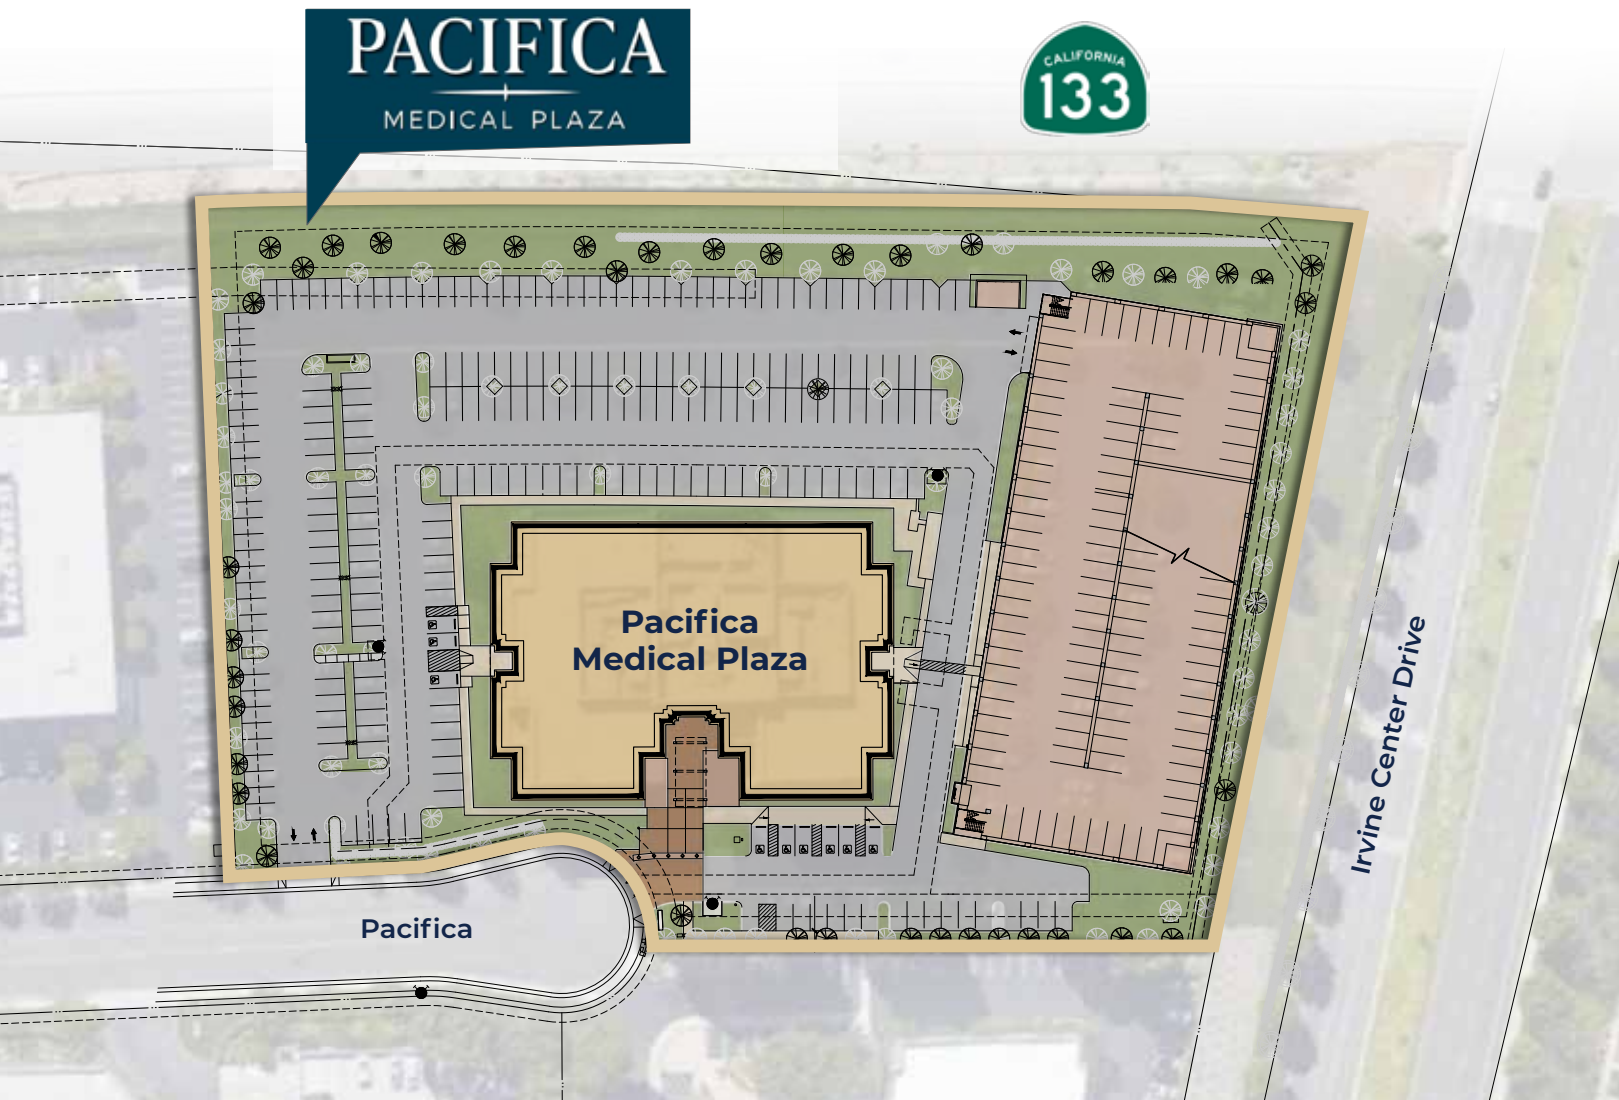 PACIFICA
MEDICAL PLAZA
CALIFORNIA
133
Pacifica
Medical Plaza
Irvine Center Drive
Pacifica